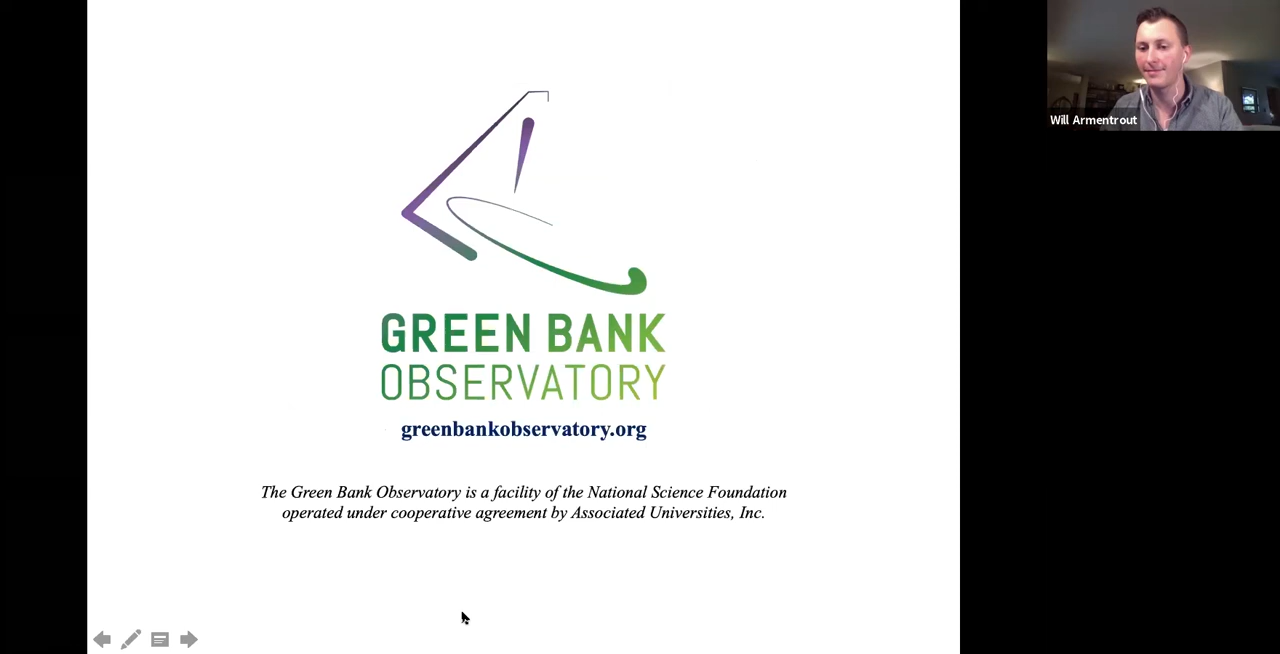 GREEN BANK
OBSERVATORY
greenbankobservatory.org
The Green Bank Observatory is a facility of the National Science Foundation
operated under cooperative agreement by Associated Universities, Inc.
Will Armentrout